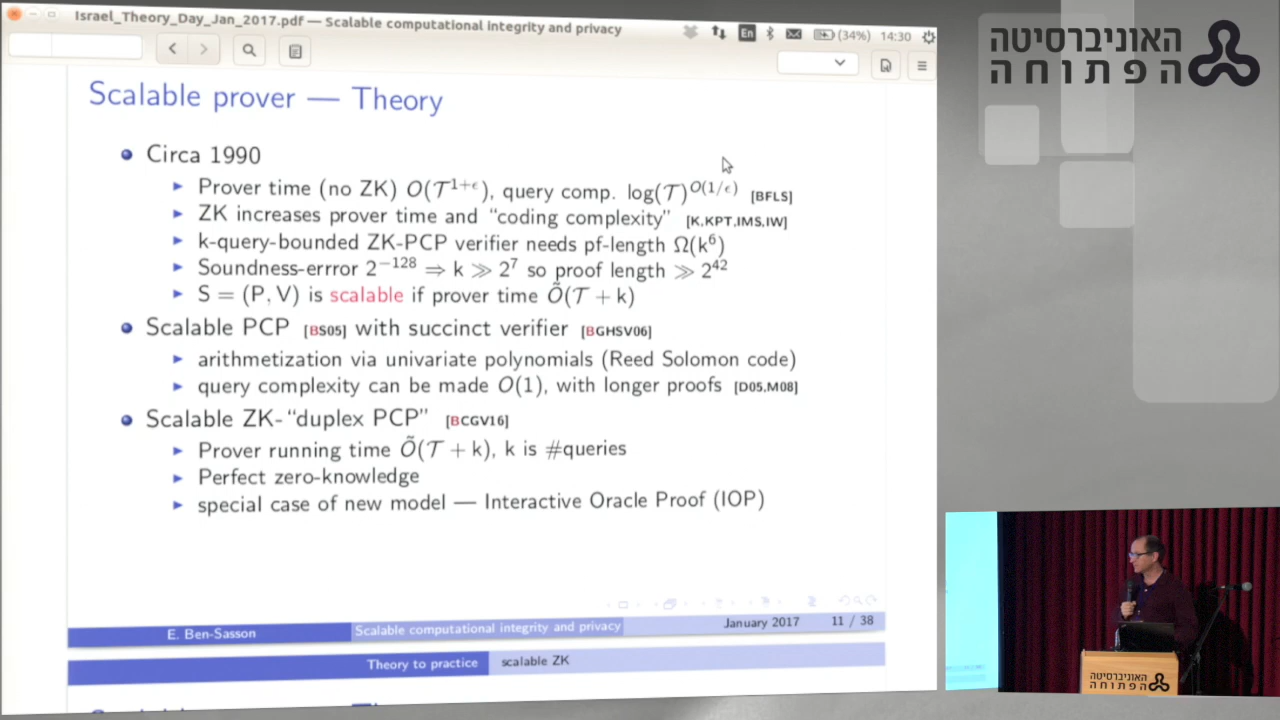 Israel_Theory_Day_Jan_2017.pdf — Scalable computational integrity and privacy
En (34%) 14:30
האוניברסיטה
הפתוחה
Scalable prover — Theory
Circa 1990
Prover time (no ZK) O(T^{1+ϵ}), query comp. log(T)^{O(1/ϵ)} [BFLS]
ZK increases prover time and “coding complexity” [K,KPT,IMS,IW]
k-query-bounded ZK-PCP verifier needs pf-length Ω(k⁶)
Soundness-errror 2⁻¹²⁸ ⇒ k ≫ 2⁷ so proof length ≫ 2⁴²
S = (P, V) is scalable if prover time Õ(T + k)
Scalable PCP [BS05] with succinct verifier [BGHSV06]
arithmetization via univariate polynomials (Reed Solomon code)
query complexity can be made O(1), with longer proofs [D05,M08]
Scalable ZK-“duplex PCP” [BCGV16]
Prover running time Õ(T + k), k is #queries
Perfect zero-knowledge
special case of new model — Interactive Oracle Proof (IOP)
E. Ben-Sasson Scalable computational integrity and privacy January 2017 11 / 38
Theory to practice scalable ZK
האוניברסיטה
הפתוחה